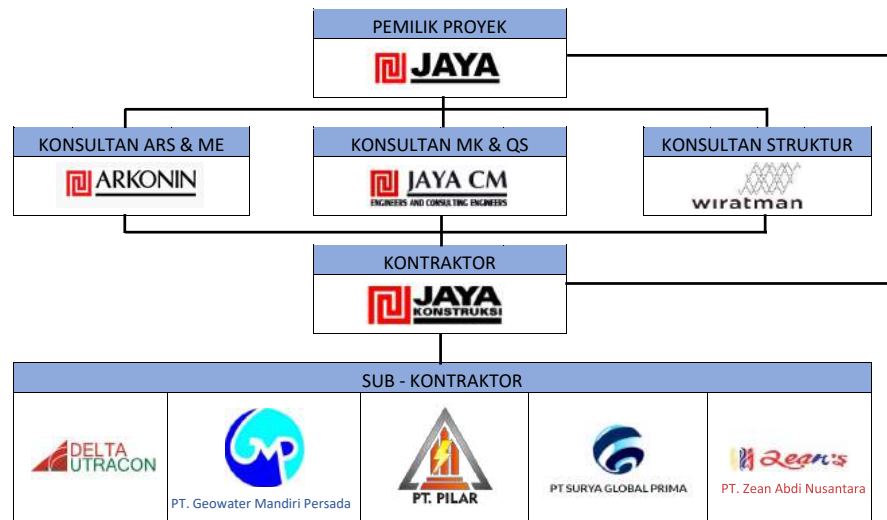 PEMILIK PROYEK
JAYA
KONSULTAN ARS & ME
ARKONIN
KONSULTAN MK & QS
JAYA CM
ENGINEERS AND CONSULTING ENGINEERS
KONSULTAN STRUKTUR
wiratman
KONTRAKTOR
JAYA
KONSTRUKSI
SUB - KONTRAKTOR
DELTA
UTRACON
GMP
PT. Geowater Mandiri Persada
PT. PILAR
PT SURYA GLOBAL PRIMA
Zean's
PT. Zean Abdi Nusantara